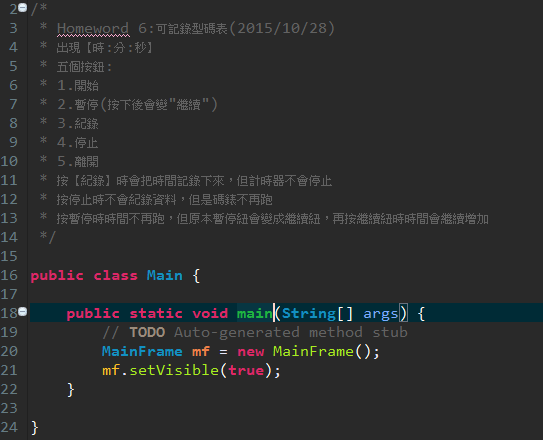 2 /*
3  * Homeword 6:可記錄型碼表(2015/10/28)
4  * 出現【時:分:秒】
5  * 五個按鈕:
6  * 1.開始
7  * 2.暫停(按下後會變"繼續")
8  * 3.紀錄
9  * 4.停止
10  * 5.離開
11  * 按【紀錄】時會把時間記錄下來，但計時器不會停止
12  * 按停止時不會紀錄資料，但是碼錶不再跑
13  * 按暫停時時間不再跑，但原本暫停鈕會變成繼續鈕，再按繼續鈕時時間會繼續增加
14  */
15
16 public class Main {
17
18     public static void main(String[] args) {
19         // TODO Auto-generated method stub
20         MainFrame mf = new MainFrame();
21         mf.setVisible(true);
22     }
23
24 }